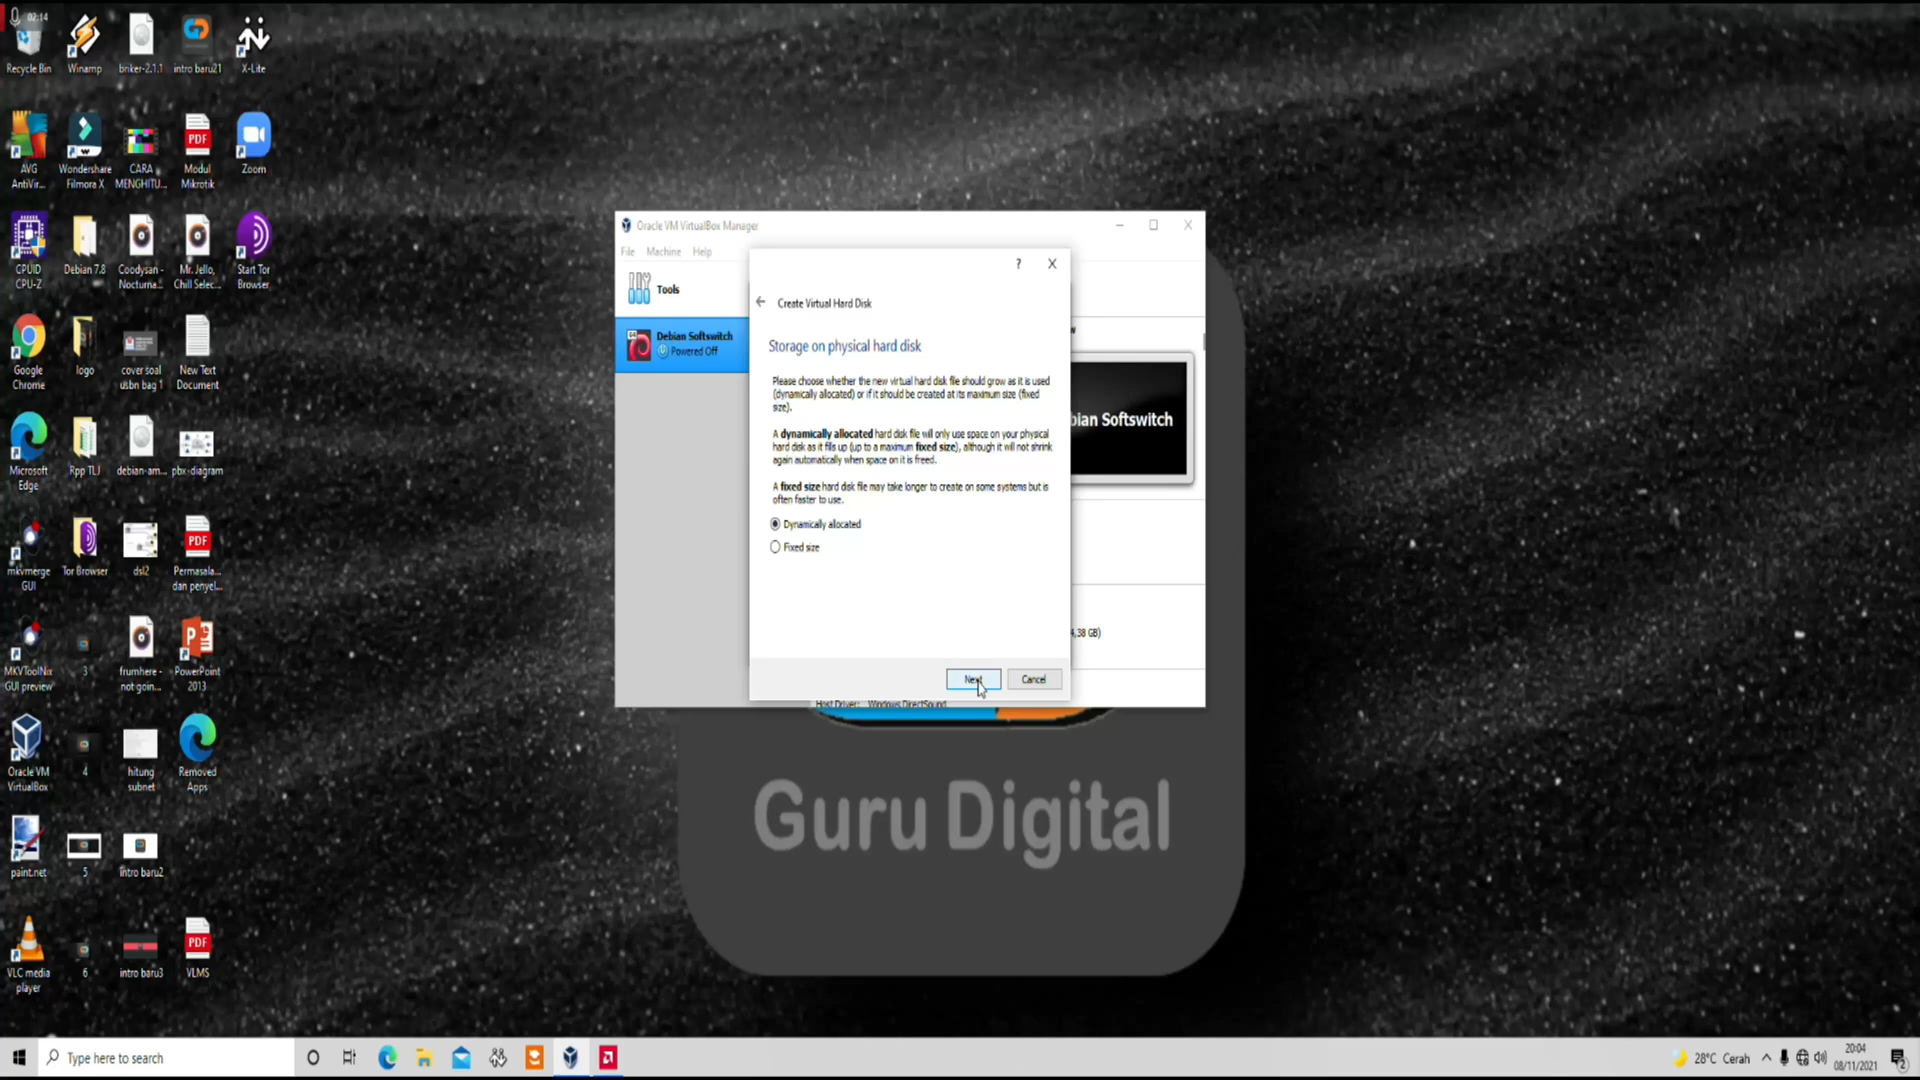 02:14
Recycle Bin
Winamp
briker-2.1.1
intro baru21
X-Lite
AVG
AntiVir...
Wondershare
Filmora X
CARA
MENGHITU...
PDF
Modul
Mikrotik
Zoom
CPUID
CPU-Z
Debian 7.8
Coodysan -
Nocturna...
Mr. Jello,
Chill Selec...
Start Tor
Browser
Google
Chrome
logo
cover soal
usbn bag 1
New Text
Document
Microsoft
Edge
Rpp TLJ
debian-am...
pbx-diagram
mkvmerge
GUI
Tor Browser
dsl2
PDF
Permasala...
dan penyel...
MKVToolNix
GUI preview
3
frumhere -
not goin...
PowerPoint
2013
Oracle VM
VirtualBox
4
hitung
subnet
Removed
Apps
paint.net
5
intro baru2
VLC media
player
6
intro baru3
PDF
VLMS
Oracle VM VirtualBox Manager
File Machine Help
Tools
Debian Softswitch
Powered Off
?
Create Virtual Hard Disk
Storage on physical hard disk
Please choose whether the new virtual hard disk file should grow as it is used
(dynamically allocated) or if it should be created at its maximum size (fixed
size).
A dynamically allocated hard disk file will only use space on your physical
hard disk as it fills up (up to a maximum fixed size), although it will not shrink
again automatically when space on it is freed.
A fixed size hard disk file may take longer to create on some systems but is
often faster to use.
Dynamically allocated
Fixed size
Next
Cancel
w
bian Softswitch
4,38 GB)
Host Driver: Windows DirectSound
Guru Digital
Type here to search
28°C Cerah
20:04
08/11/2021
2